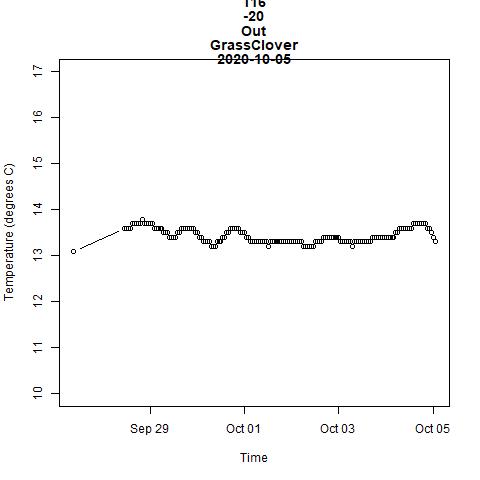 T16
-20
Out
GrassClover
2020-10-05
Temperature (degrees C)
17
16
15
14
13
12
11
10
Sep 29
Oct 01
Oct 03
Oct 05
Time